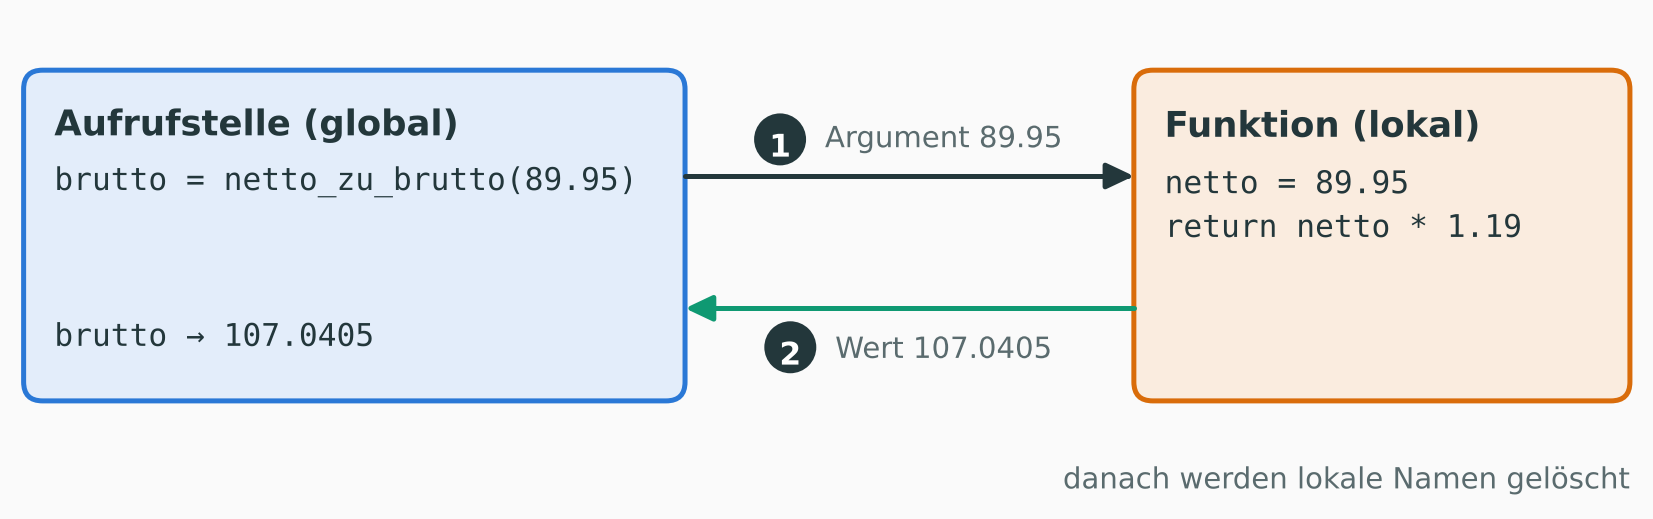 Aufrufstelle (global)
brutto = netto_zu_brutto(89.95)
brutto → 107.0405
1 Argument 89.95
2 Wert 107.0405
Funktion (lokal)
netto = 89.95
return netto * 1.19
danach werden lokale Namen gelöscht